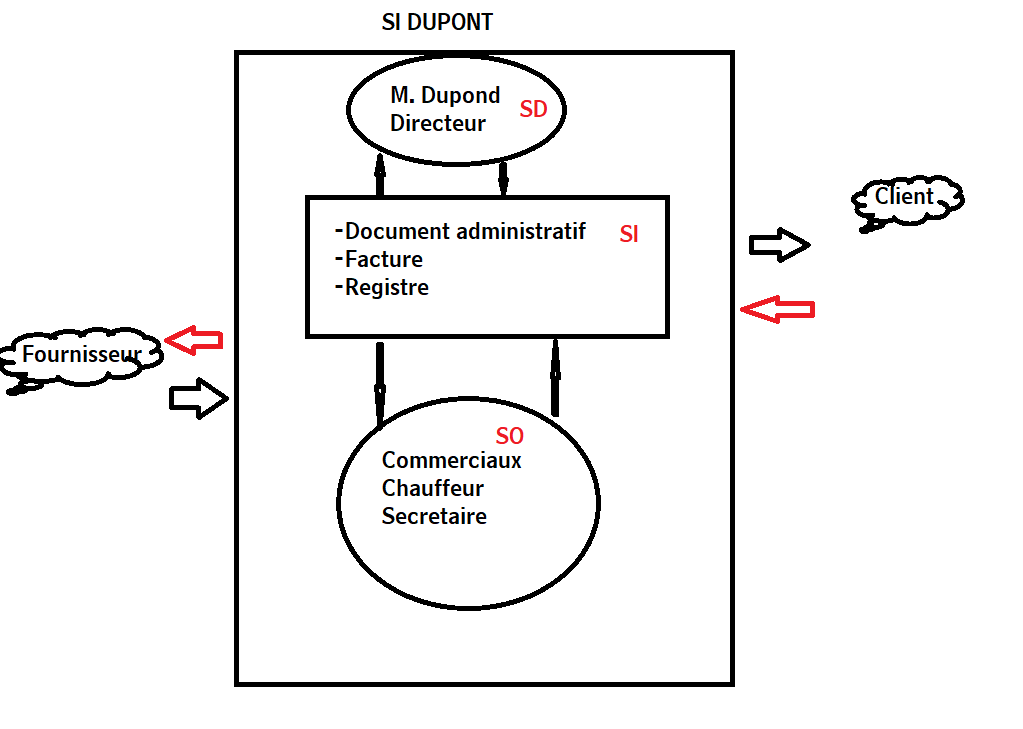 SI DUPONT
M. Dupond
Directeur
SD
-Document administratif
-Facture
-Registre
SI
Client
Fournisseur
SO
Commerciaux
Chauffeur
Secretaire